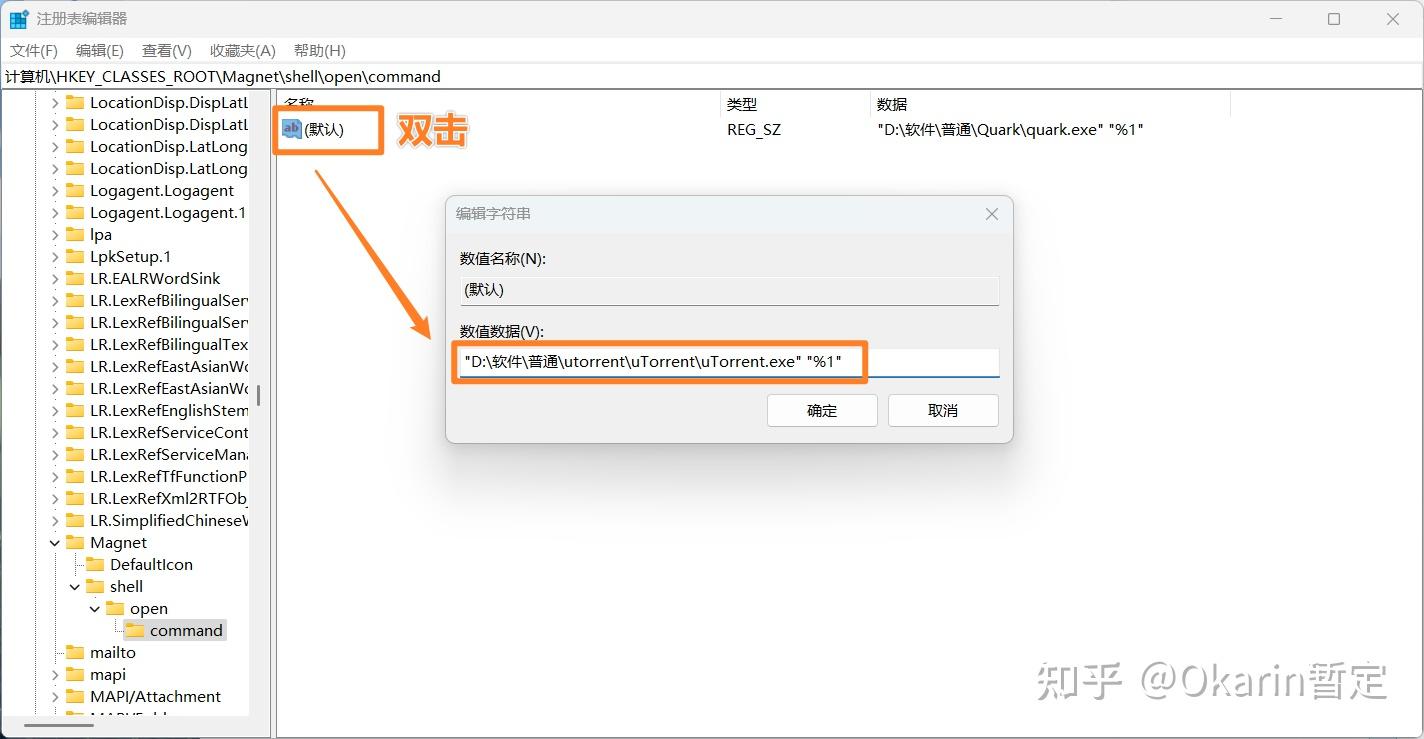 注册表编辑器
文件(F) 编辑(E) 查看(V) 收藏夹(A) 帮助(H)
计算机\HKEY_CLASSES_ROOT\Magnet\shell\open\command
LocationDisp.DispLatL
LocationDisp.DispLatL
LocationDisp.LatLong
LocationDisp.LatLong
Logagent.Logagent
Logagent.Logagent.1
lpa
LpkSetup.1
LR.EALRWordSink
LR.LexRefBilingualSer
LR.LexRefBilingualSer
LR.LexRefBilingualTex
LR.LexRefEastAsianWo
LR.LexRefEastAsianWo
LR.LexRefEnglishStem
LR.LexRefServiceCont
LR.LexRefServiceMana
LR.LexRefTfFunctionP
LR.LexRefXml2RTFObj
LR.SimplifiedChineseW
Magnet
DefaultIcon
shell
open
command
mailto
mapi
MAPI/Attachment
名称 类型 数据
ab (默认) REG_SZ "D:\软件\普通\Quark\quark.exe" "%1"
双击
编辑字符串
数值名称(N):
(默认)
数值数据(V):
"D:\软件\普通\utorrent\uTorrent\uTorrent.exe" "%1"
确定 取消
知乎 @Okarin暂定